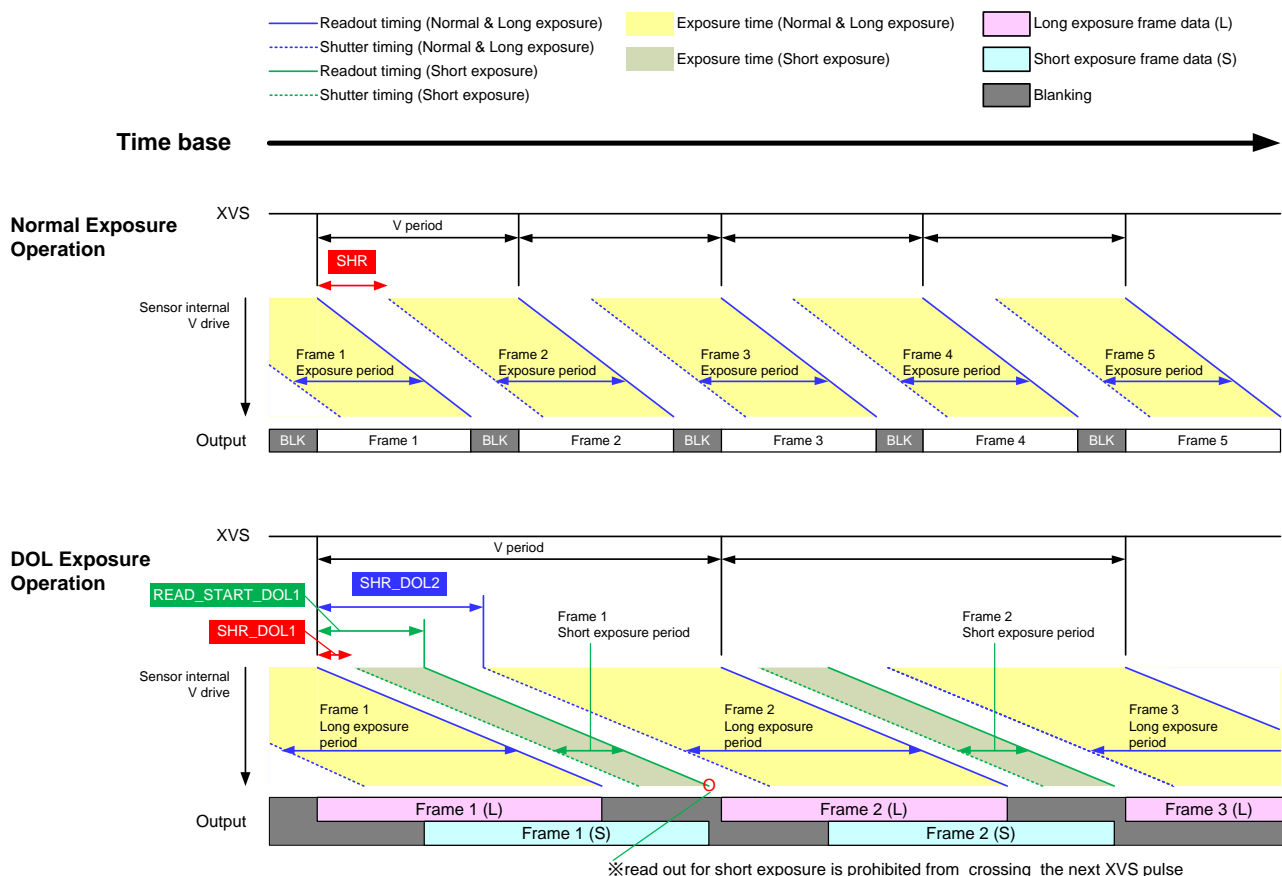 Readout timing (Normal & Long exposure)
Shutter timing (Normal & Long exposure)
Readout timing (Short exposure)
Shutter timing (Short exposure)
Exposure time (Normal & Long exposure)
Exposure time (Short exposure)
Long exposure frame data (L)
Short exposure frame data (S)
Blanking
Time base
Normal Exposure
Operation
XVS
V period
SHR
Sensor internal
V drive
Frame 1
Exposure period
Frame 2
Exposure period
Frame 3
Exposure period
Frame 4
Exposure period
Frame 5
Exposure period
Output
BLK
Frame 1
BLK
Frame 2
BLK
Frame 3
BLK
Frame 4
BLK
Frame 5
DOL Exposure
Operation
XVS
V period
SHR_DOL2
READ_START_DOL1
SHR_DOL1
Frame 1
Short exposure period
Frame 2
Short exposure period
Sensor internal
V drive
Frame 1
Long exposure
period
Frame 2
Long exposure
period
Frame 3
Long exposure
period
Output
Frame 1 (L)
Frame 2 (L)
Frame 3 (L)
Frame 1 (S)
Frame 2 (S)
※read out for short exposure is prohibited from crossing the next XVS pulse